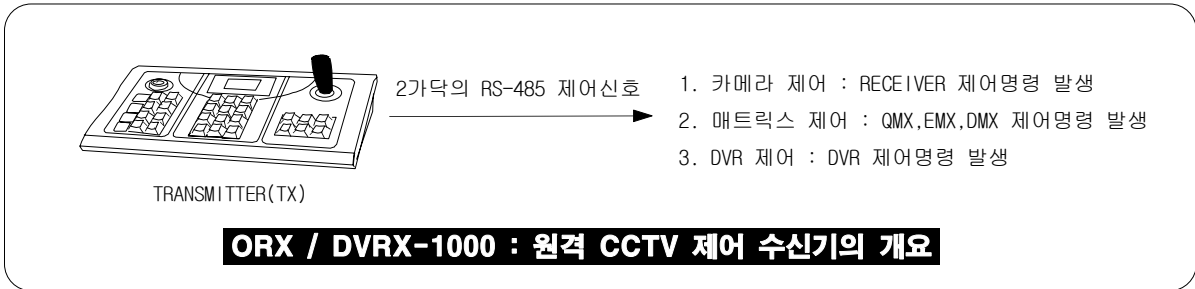 2가닥의 RS-485 제어신호
1. 카메라 제어 : RECEIVER 제어명령 발생
2. 매트릭스 제어 : QMX,EMX,DMX 제어명령 발생
3. DVR 제어 : DVR 제어명령 발생
TRANSMITTER(TX)
ORX / DVRX-1000 : 원격 CCTV 제어 수신기의 개요